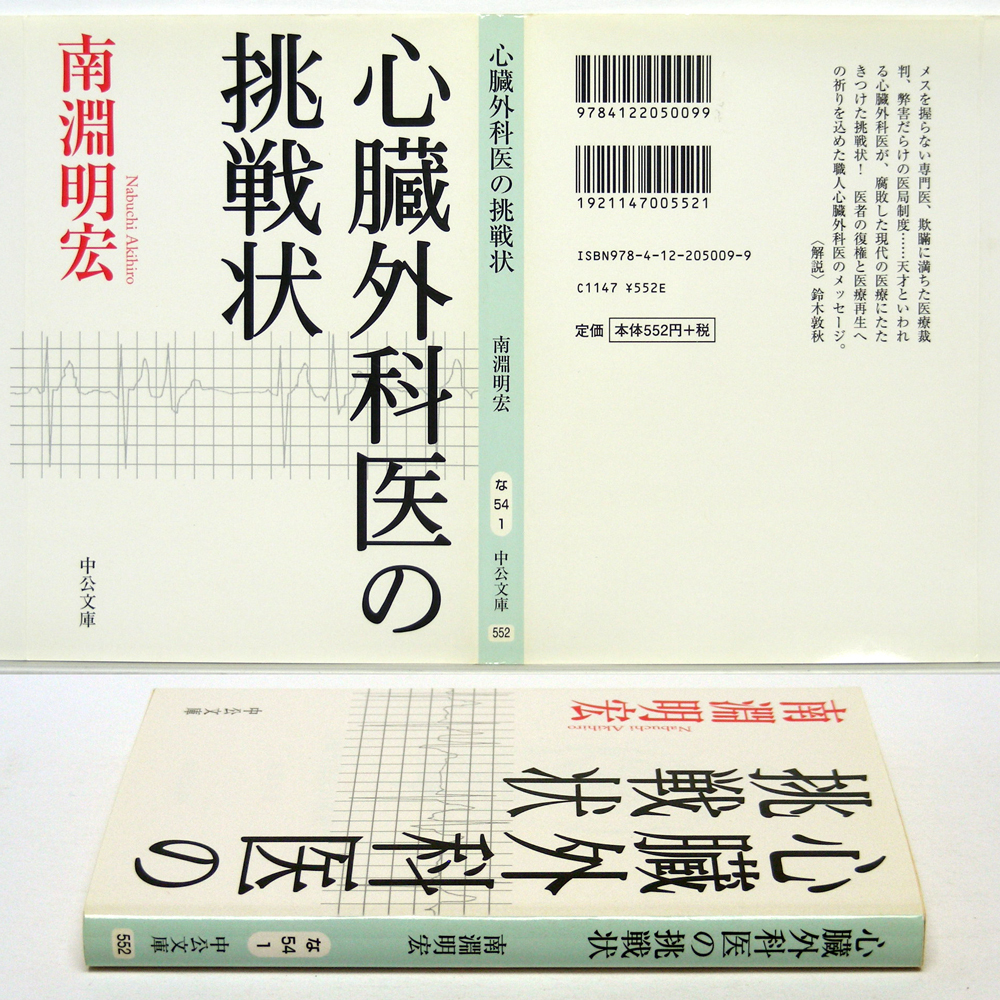 心臓外科医の
挑戦状
南淵明宏
Nabuchi Akihiro
中公文庫
心臓外科医の挑戦状
南淵明宏
な
54
1
中公文庫
552
9784122050099
1921147005521
ISBN978-4-12-205009-9
C1147 ¥552E
定価 本体552円+税
メスを握らない専門医、欺瞞に満ちた医療裁
判、弊害だらけの医局制度……天才といわれ
る心臓外科医が、腐敗した現代の医療にたた
きつけた挑戦状！ 医者の復権と医療再生へ
の祈りを込めた職人心臓外科医のメッセージ。
〈解説〉鈴木敦秋
心臓外科医の
挑戦状
南淵明宏
Nabuchi Akihiro
中公文庫
心臓外科医の挑戦状
南淵明宏
な
54
1
中公文庫
552